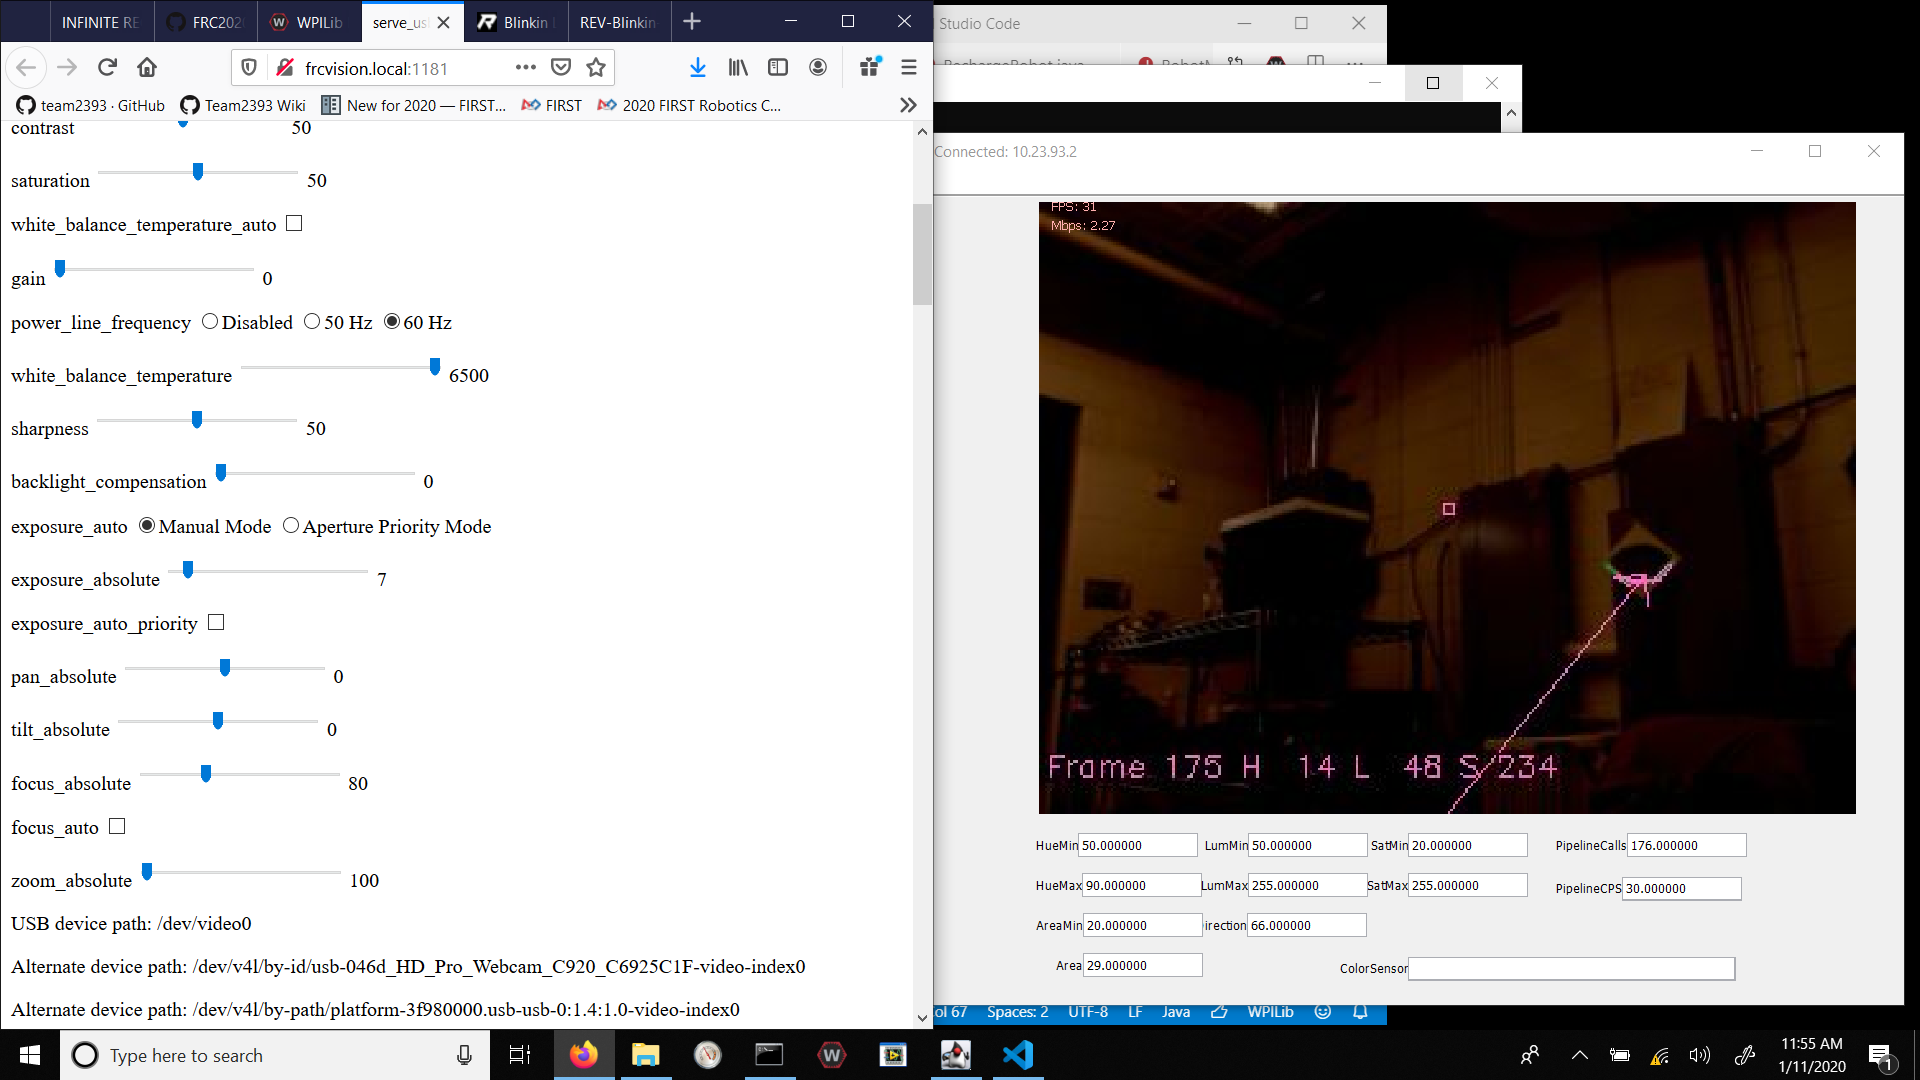 INFINITE RE
FRC202
WPILib
serve_us
Blinkin
REV-Blinkin
frcvision.local:1181
team2393 · GitHub
Team2393 Wiki
New for 2020 — FIRST...
FIRST
2020 FIRST Robotics C...
contrast 50
saturation 50
white_balance_temperature_auto
gain 0
power_line_frequency Disabled 50 Hz 60 Hz
white_balance_temperature 6500
sharpness 50
backlight_compensation 0
exposure_auto Manual Mode Aperture Priority Mode
exposure_absolute 7
exposure_auto_priority
pan_absolute 0
tilt_absolute 0
focus_absolute 80
focus_auto
zoom_absolute 100
USB device path: /dev/video0
Alternate device path: /dev/v4l/by-id/usb-046d_HD_Pro_Webcam_C920_C6925C1F-video-index0
Alternate device path: /dev/v4l/by-path/platform-3f980000.usb-usb-0:1.4:1.0-video-index0
Studio Code
Connected: 10.23.93.2
FPS: 31
Mbps: 2.27
Frame 175 H 14 L 48 S 234
HueMin 50.000000 LumMin 50.000000 SatMin 20.000000 PipelineCalls 176.000000
HueMax 90.000000 LumMax 255.000000 SatMax 255.000000 PipelineCPS 30.000000
AreaMin 20.000000 irection 66.000000
Area 29.000000 ColorSensor
ol 67 Spaces: 2 UTF-8 LF Java WPILib
Type here to search
11:55 AM
1/11/2020
1